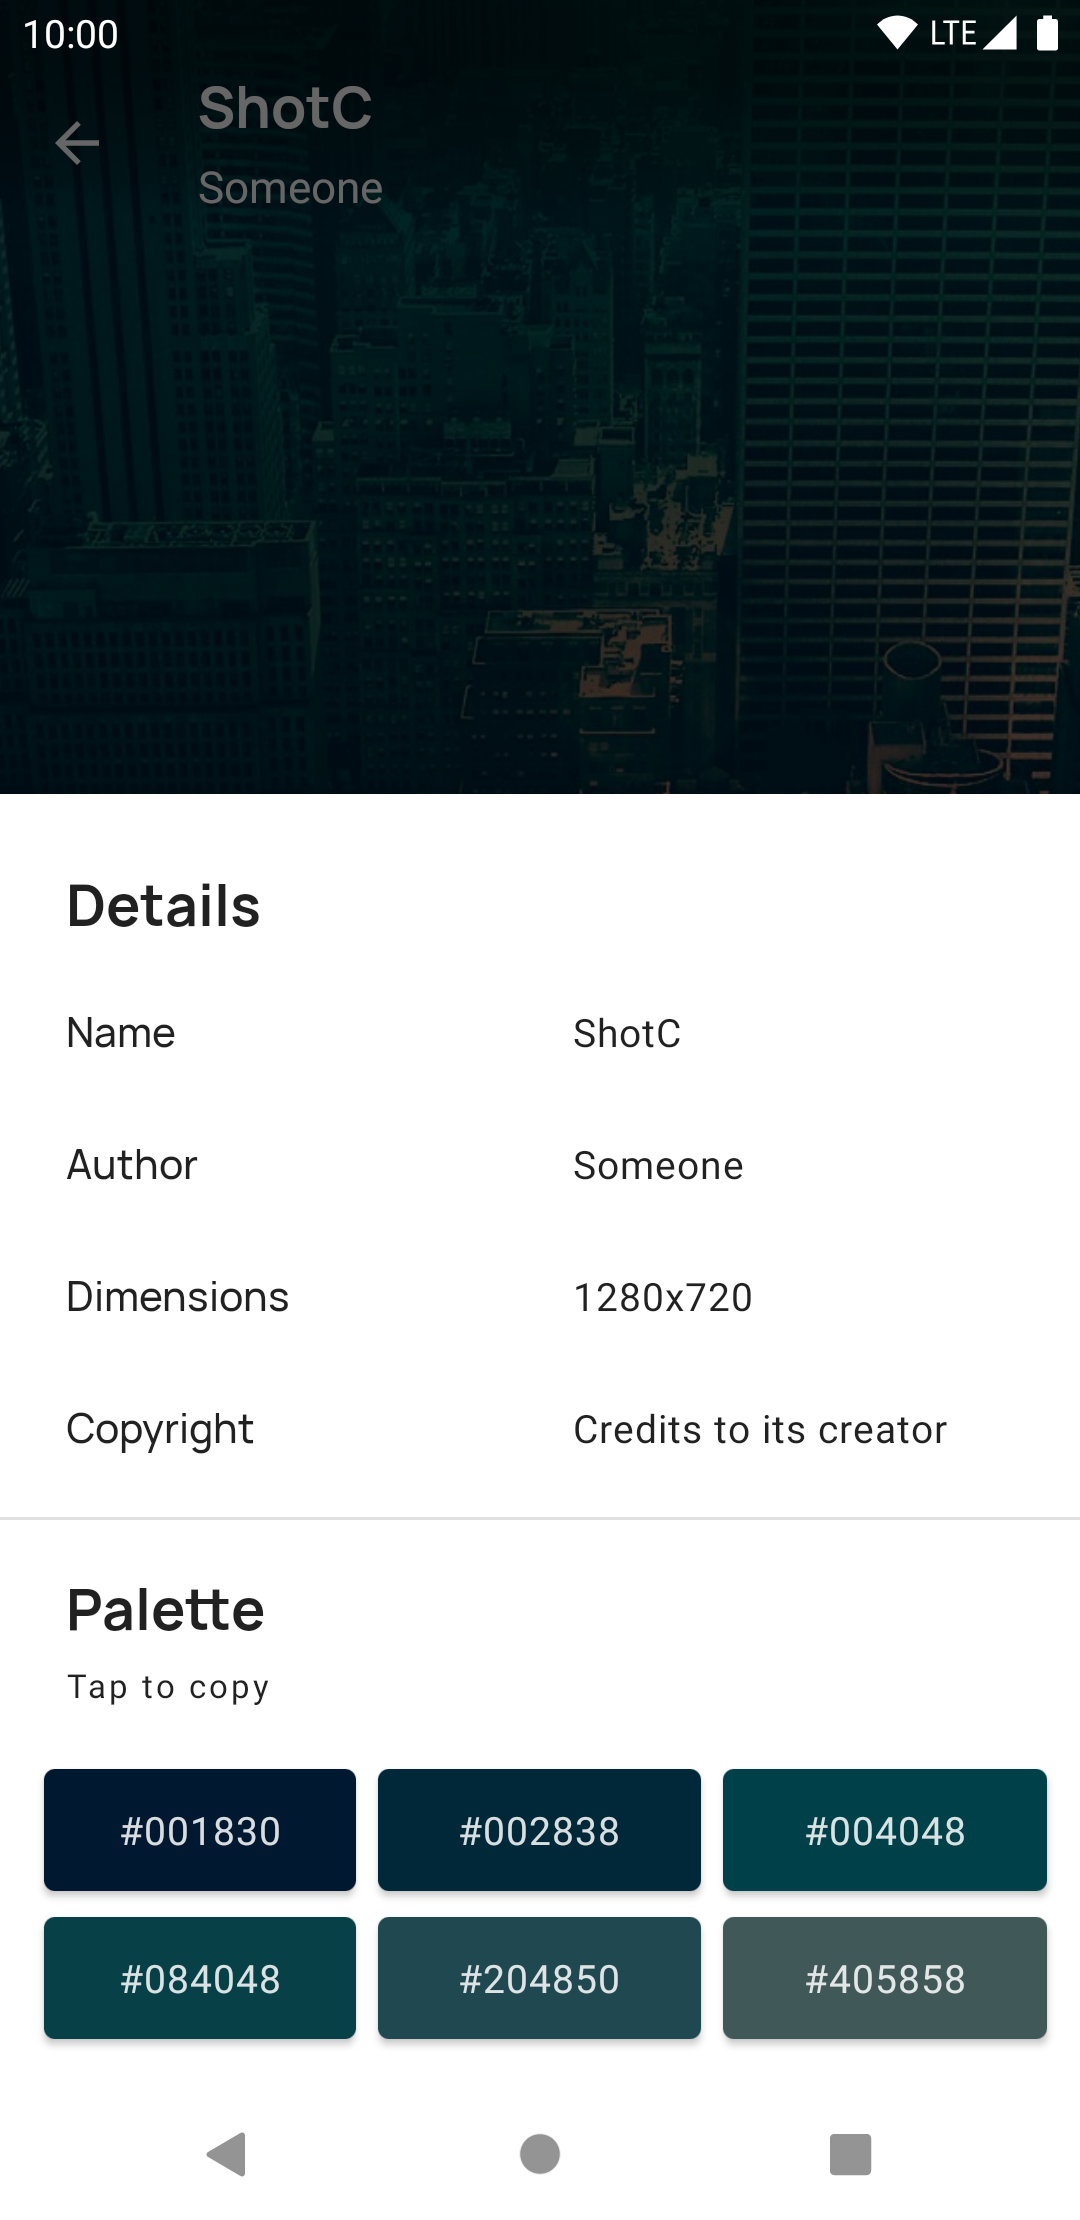 10:00
LTE
ShotC
Someone
Details
Name
ShotC
Author
Someone
Dimensions
1280x720
Copyright
Credits to its creator
Palette
Tap to copy
#001830
#002838
#004048
#084048
#204850
#405858